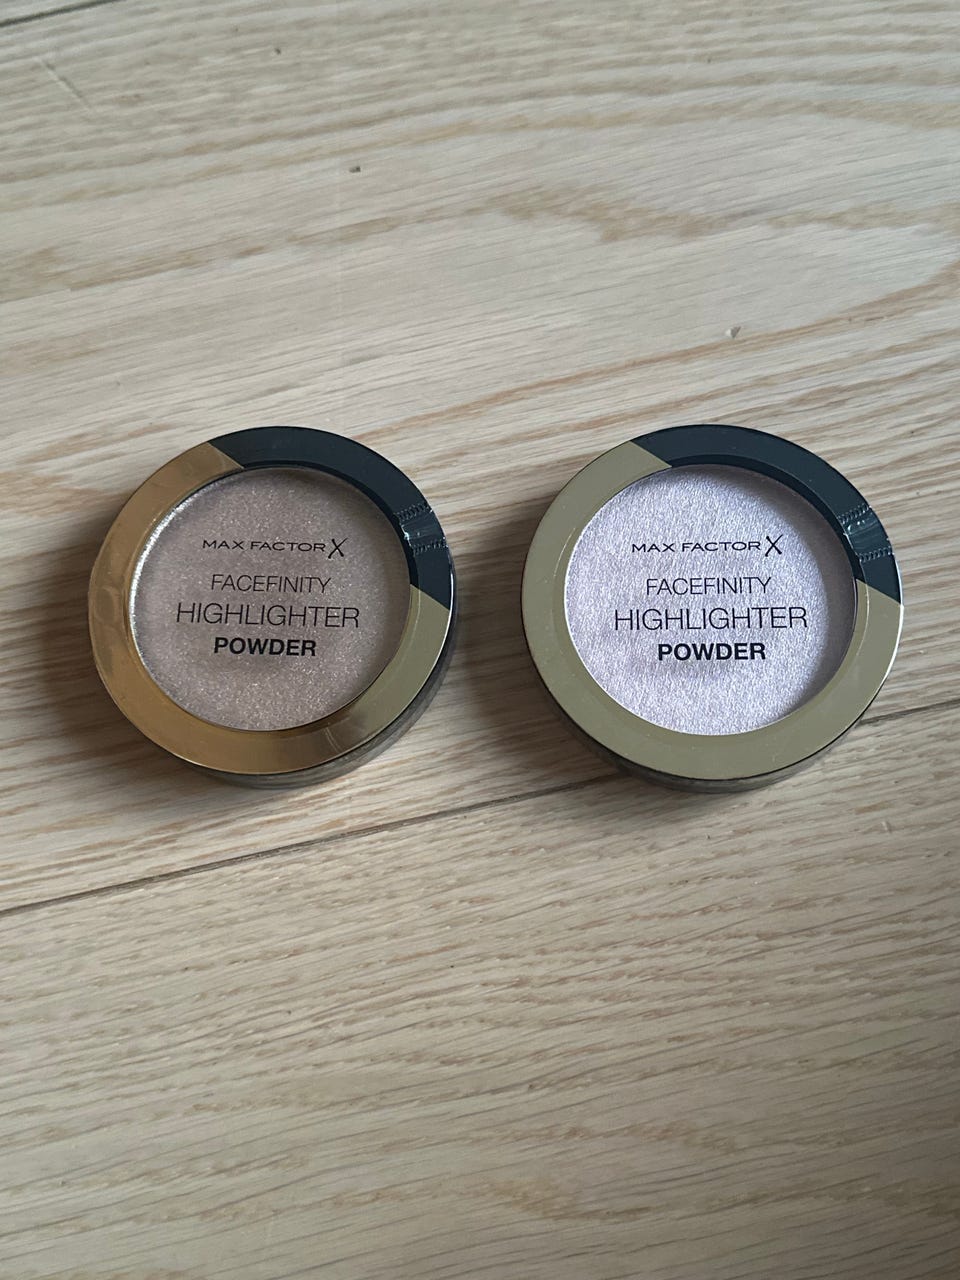 MAX FACTOR X
FACEFINITY
HIGHLIGHTER
POWDER
MAX FACTOR X
FACEFINITY
HIGHLIGHTER
POWDER